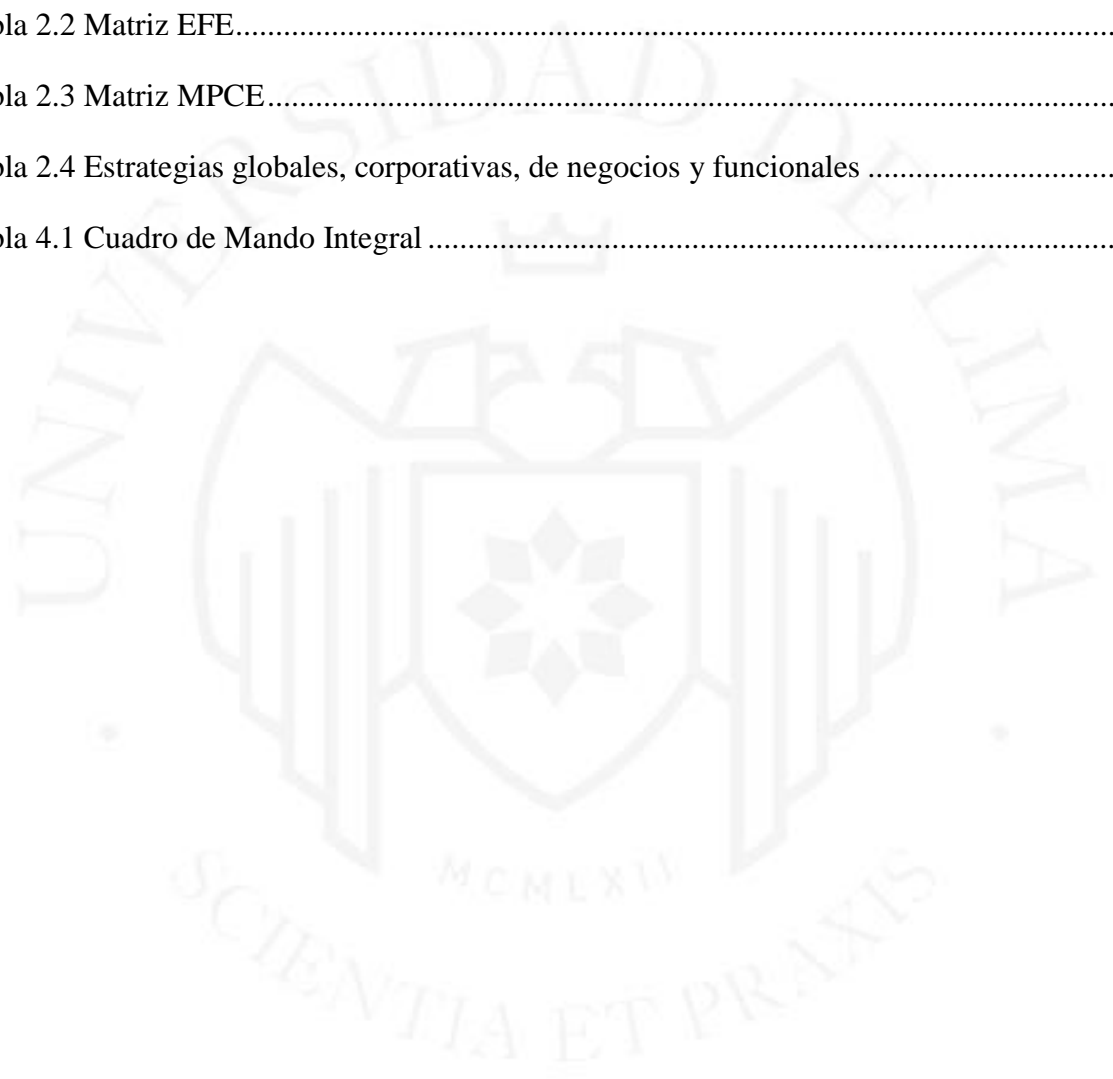 bla 2.2 Matriz EFE....................................................................................................
bla 2.3 Matriz MPCE................................................................................................
bla 2.4 Estrategias globales, corporativas, de negocios y funcionales ............................
bla 4.1 Cuadro de Mando Integral ............................................................................
UNIVERSIDAD DE LIMA
MCMLXII
SCIENTIA ET PRAXIS